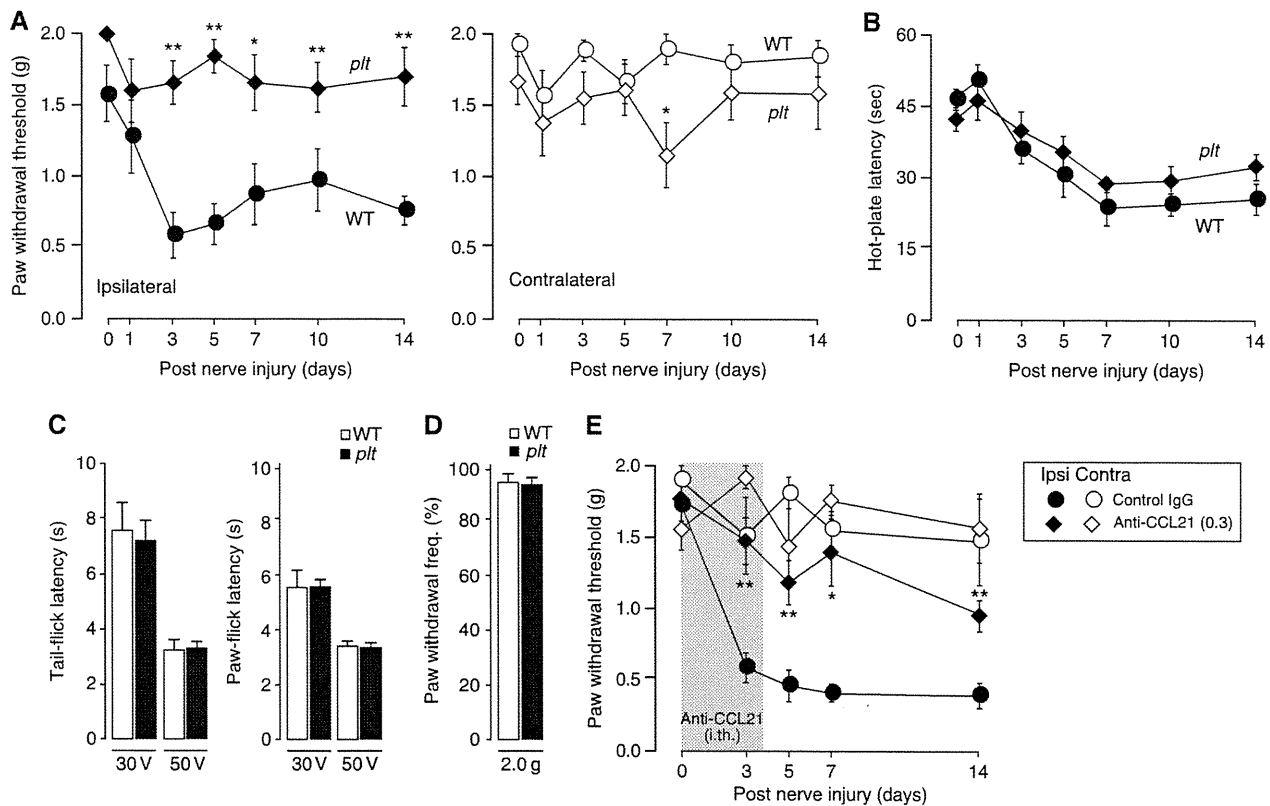 A
2.0
1.5
1.0
0.5
0.0
Paw withdrawal threshold (g)
**
**
*
**
**
plt
WT
Ipsilateral
0 1 3 5 7 10 14
Post nerve injury (days)
2.0
1.5
1.0
0.5
0.0
WT
*
plt
Contralateral
0 1 3 5 7 10 14
Post nerve injury (days)
B
60
45
30
15
0
Hot-plate latency (sec)
plt
WT
0 1 3 5 7 10 14
Post nerve injury (days)
C
WT
plt
10
8
6
4
2
0
Tail-flick latency (s)
30 V 50 V
10
8
6
4
2
0
Paw-flick latency (s)
30 V 50 V
D
WT
plt
100
80
60
40
20
0
Paw withdrawal freq. (%)
2.0 g
E
2.0
1.5
1.0
0.5
0.0
Paw withdrawal threshold (g)
**
**
*
**
Anti-CCL21
(i.th.)
0 3 5 7 14
Post nerve injury (days)
Ipsi Contra
Control IgG
Anti-CCL21 (0.3)